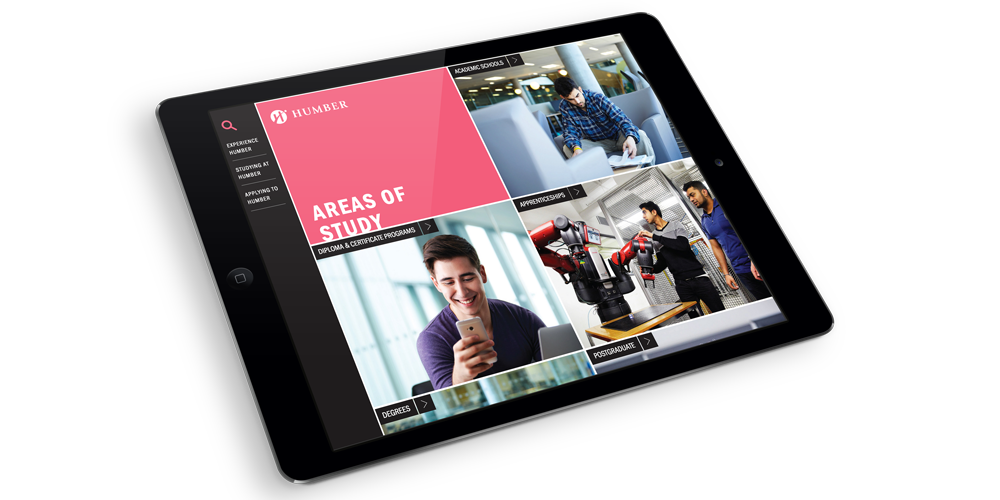 EXPERIENCE
HUMBER
STUDYING AT
HUMBER
APPLYING TO
HUMBER
HUMBER
AREAS OF
STUDY
ACADEMIC SCHOOLS
DIPLOMA & CERTIFICATE PROGRAMS
APPRENTICESHIPS
DEGREES
POSTGRADUATE